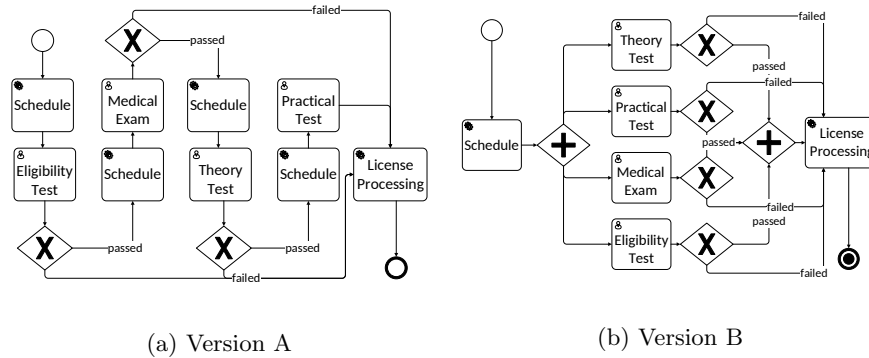 failed
passed
Schedule
Medical
Exam
Schedule
Practical
Test
Eligibility
Test
Schedule
Theory
Test
Schedule
License
Processing
passed
passed
failed
(a) Version A
failed
Theory
Test
passed
failed
Practical
Test
Schedule
passed
License
Processing
Medical
Exam
failed
passed
Eligibility
Test
failed
(b) Version B